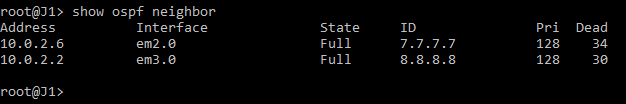 root@J1> show ospf neighbor
Address          Interface              State     ID               Pri  Dead
10.0.2.6         em2.0                  Full      7.7.7.7          128    34
10.0.2.2         em3.0                  Full      8.8.8.8          128    30
root@J1>